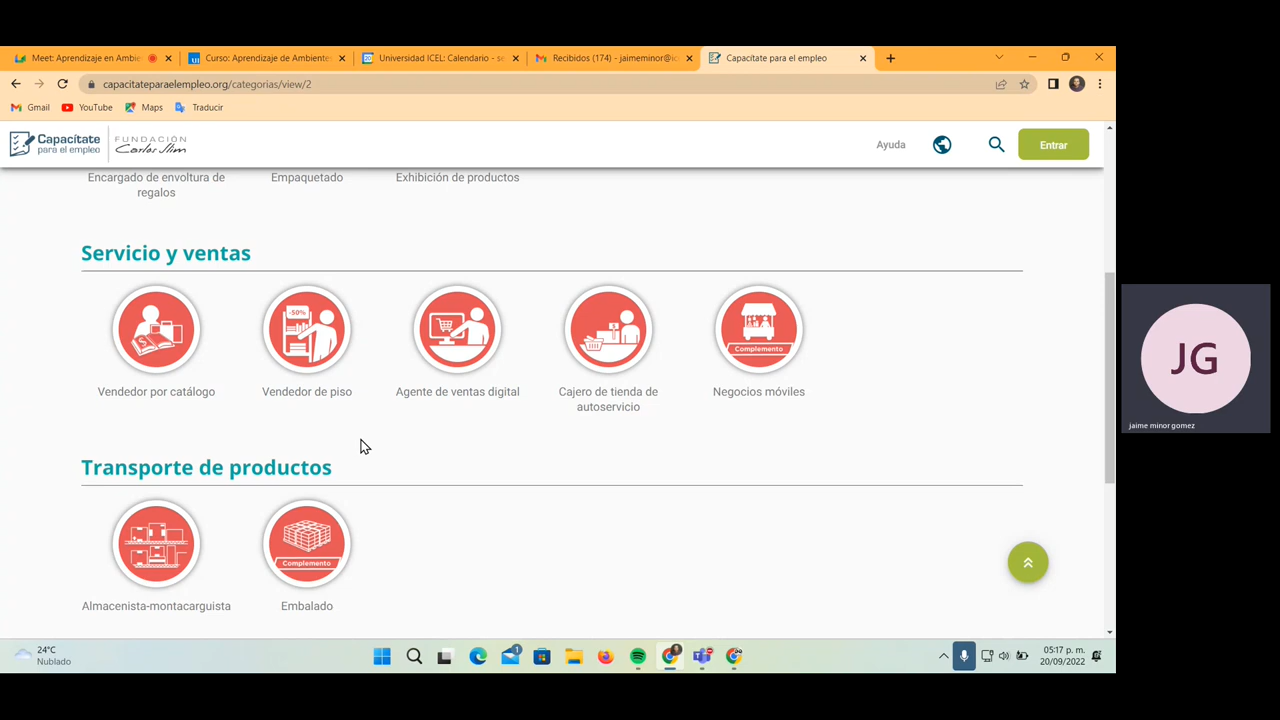 Meet: Aprendizaje en Ambie
Curso: Aprendizaje de Ambientes
Universidad ICEL: Calendario - se
Recibidos (174) - jaimeminor@ic
Capacítate para el empleo
capacitateparaelempleo.org/categorias/view/2
Gmail
YouTube
Maps
Traducir
Capacítate
para el empleo
FUNDACIÓN
Carlos Slim
Ayuda
Entrar
Encargado de envoltura de
regalos
Empaquetado
Exhibición de productos
Servicio y ventas
-50%
Complemento
Vendedor por catálogo
Vendedor de piso
Agente de ventas digital
Cajero de tienda de
autoservicio
Negocios móviles
Transporte de productos
Complemento
Almacenista-montacarguista
Embalado
JG
jaime minor gomez
24°C
Nublado
05:17 p. m.
20/09/2022